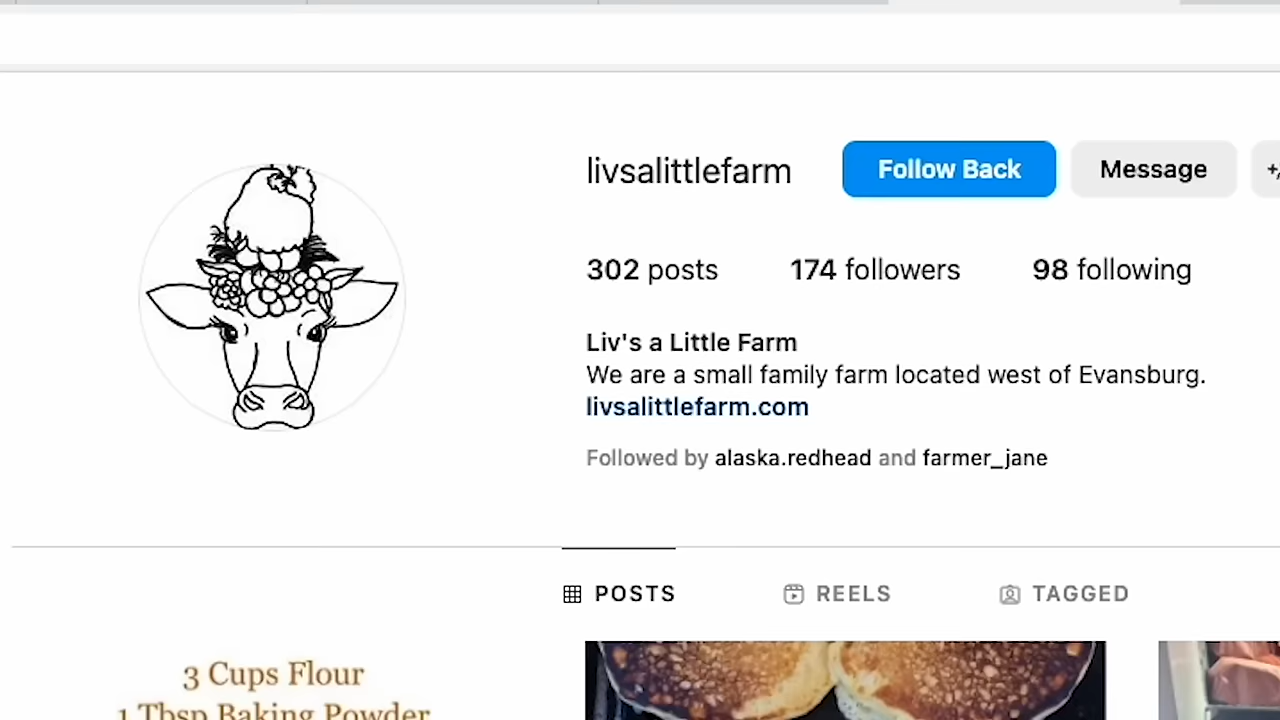 livsalittlefarm
Follow Back
Message
302 posts
174 followers
98 following
Liv's a Little Farm
We are a small family farm located west of Evansburg.
livsalittlefarm.com
Followed by alaska.redhead and farmer_jane
POSTS
REELS
TAGGED
3 Cups Flour
1 Tbsp Baking Powder